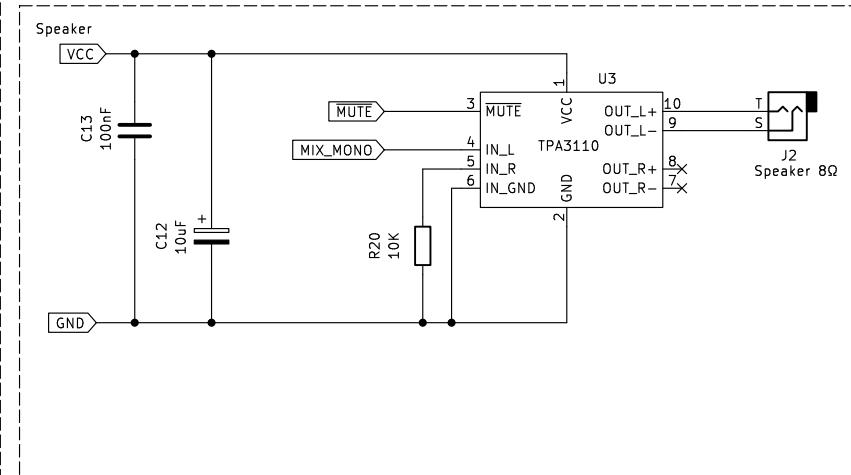 Speaker
VCC
C13
100nF
C12
10uF
GND
MUTE
MIX_MONO
R20
10K
U3
TPA3110
1
VCC
3
MUTE
4
IN_L
5
IN_R
6
IN_GND
2
GND
OUT_L+
10
OUT_L-
9
OUT_R+
8
OUT_R-
7
T
S
J2
Speaker 8Ω
+